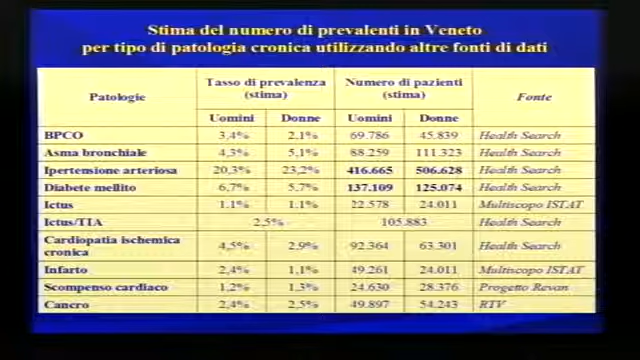 Stima del numero di prevalenti in Veneto
per tipo di patologia cronica utilizzando altre fonti di dati
Patologie Tasso di prevalenza (stima) Numero di pazienti (stima) Fonte
Uomini Donne Uomini Donne
BPCO 3,4% 2,1% 69.786 45.839 Health Search
Asma bronchiale 4,3% 5,1% 88.259 111.323 Health Search
Ipertensione arteriosa 20,3% 23,2% 416.665 506.628 Health Search
Diabete mellito 6,7% 5,7% 137.109 125.074 Health Search
Ictus 1,1% 1,1% 22.578 24.011 Multiscopo ISTAT
Ictus/TIA 2,5% 105.883 Health Search
Cardiopatia ischemica cronica 4,5% 2,9% 92.364 63.301 Health Search
Infarto 2,4% 1,1% 49.261 24.011 Multiscopo ISTAT
Scompenso cardiaco 1,2% 1,3% 24.630 28.376 Progetto Revan
Cancro 2,4% 2,5% 49.897 54.243 RTV